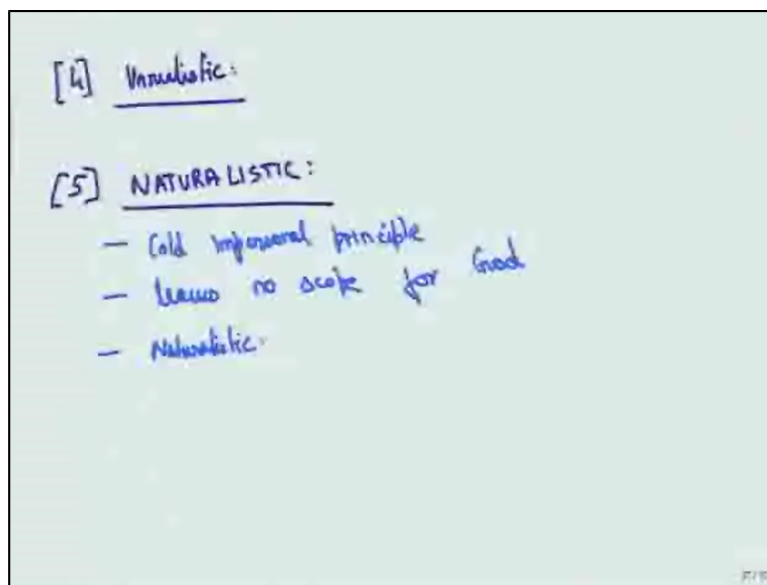 [4] Unrealistic:
[5] NATURALISTIC:
— Cold impersonal principle
— leaves no scope for God
— Naturalistic.